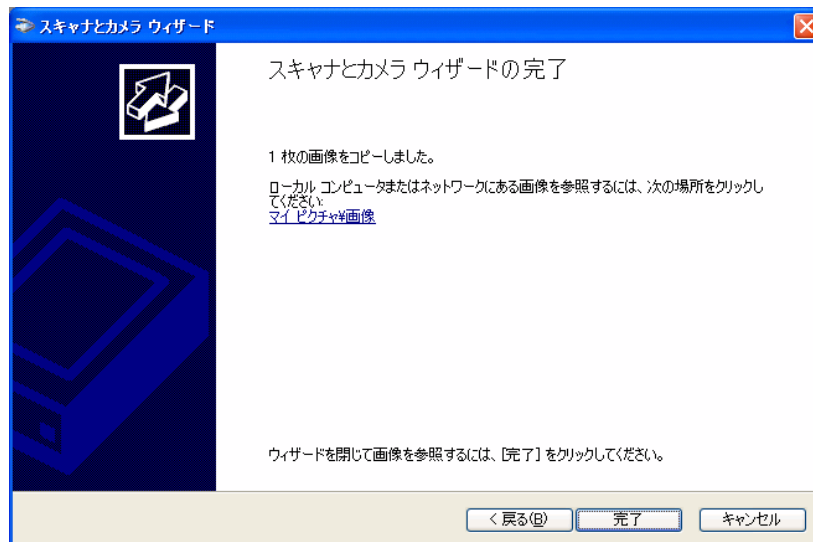 スキャナとカメラ ウィザード
スキャナとカメラ ウィザードの完了
1 枚の画像をコピーしました。
ローカル コンピュータまたはネットワークにある画像を参照するには、次の場所をクリックし
てください:
マイ ピクチャ¥画像
ウィザードを閉じて画像を参照するには、[完了] をクリックしてください。
< 戻る(B)
完了
キャンセル